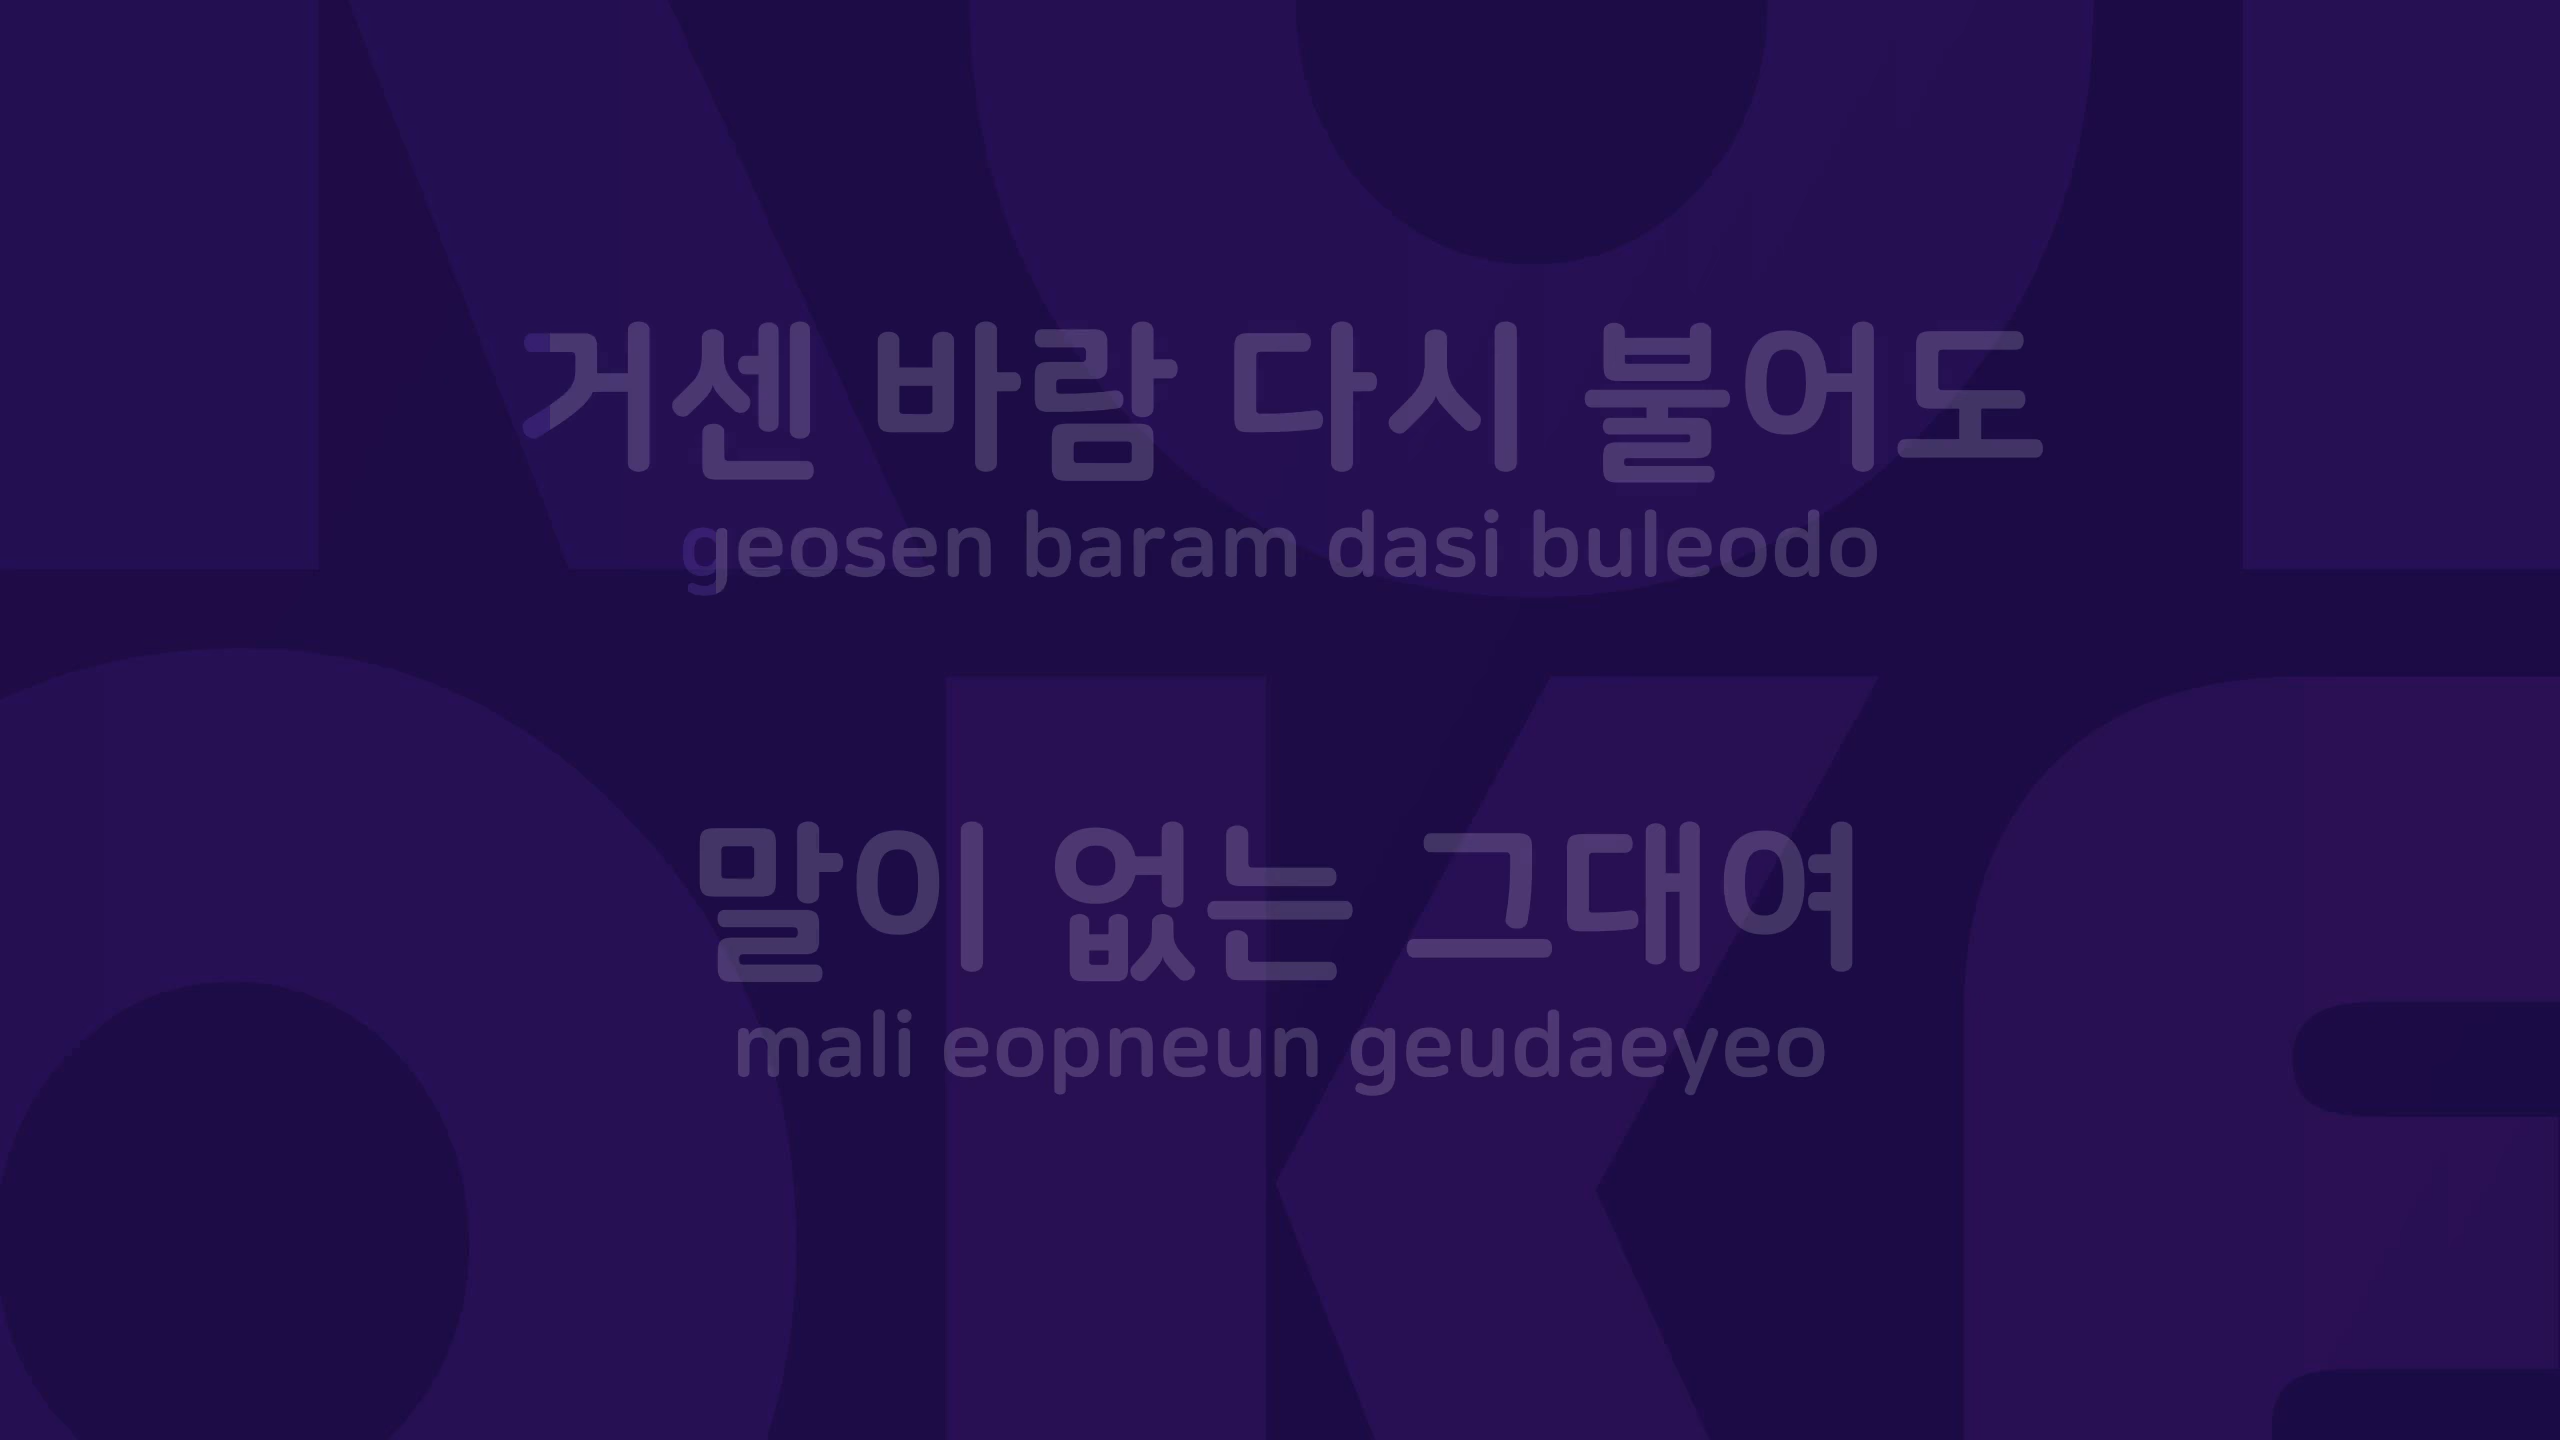 거센 바람 다시 불어도
geosen baram dasi buleodo
말이 없는 그대여
mali eopneun geudaeyeo